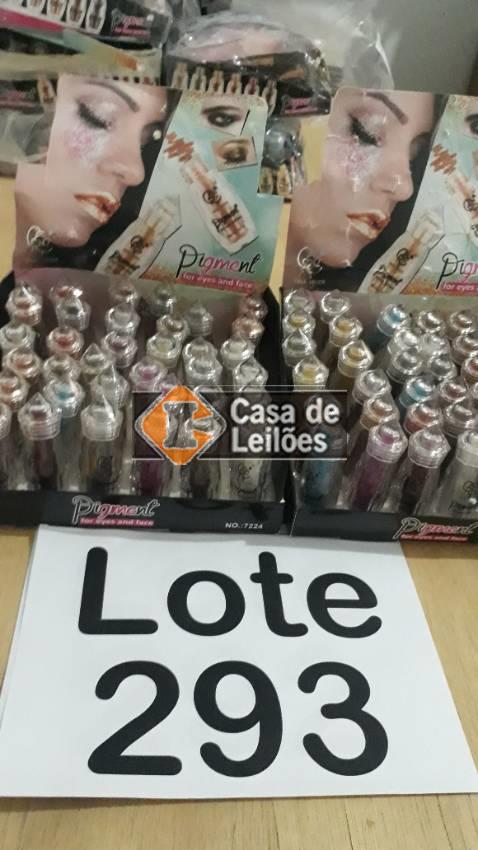 Pigment
Pigment
for eyes and face
Pigment
for eyes and face
Casa de
Leilões
Pigment
for eyes and face
NO.:7224
Pigment
for eyes and face
Lote
293